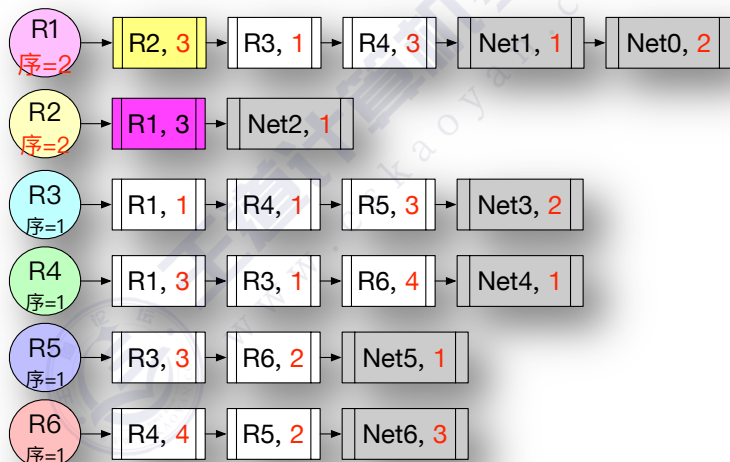 R1
序=2
R2, 3
R3, 1
R4, 3
Net1, 1
Net0, 2
R2
序=2
R1, 3
Net2, 1
R3
序=1
R1, 1
R4, 1
R5, 3
Net3, 2
R4
序=1
R1, 3
R3, 1
R6, 4
Net4, 1
R5
序=1
R3, 3
R6, 2
Net5, 1
R6
序=1
R4, 4
R5, 2
Net6, 3